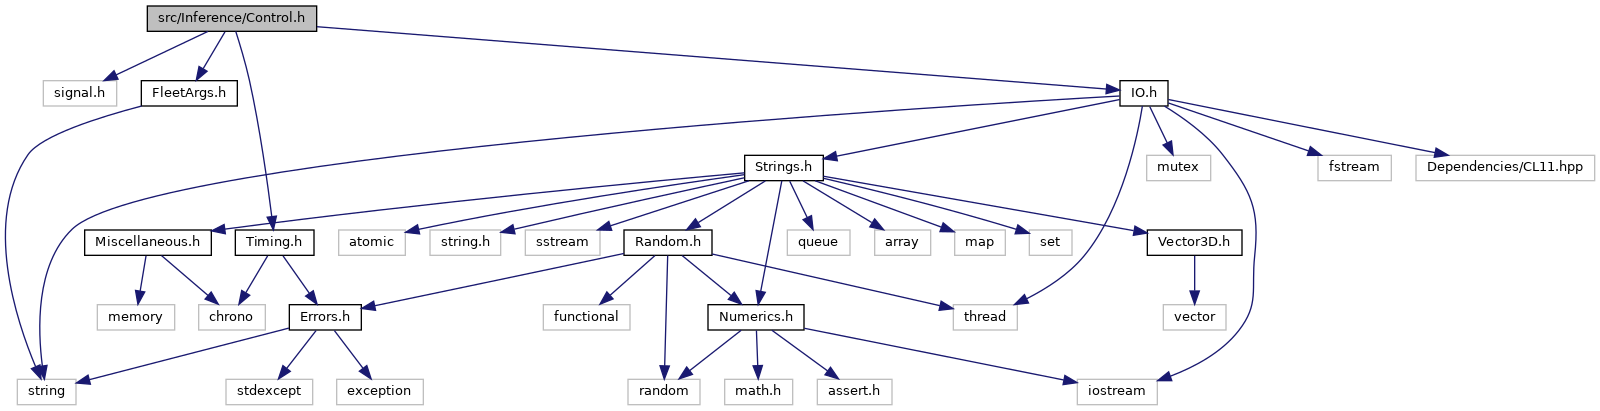 src/Inference/Control.h
signal.h
FleetArgs.h
IO.h
Strings.h
mutex
fstream
Dependencies/CL11.hpp
Miscellaneous.h
Timing.h
atomic
string.h
sstream
Random.h
queue
array
map
set
Vector3D.h
memory
chrono
Errors.h
functional
Numerics.h
thread
vector
string
stdexcept
exception
random
math.h
assert.h
iostream